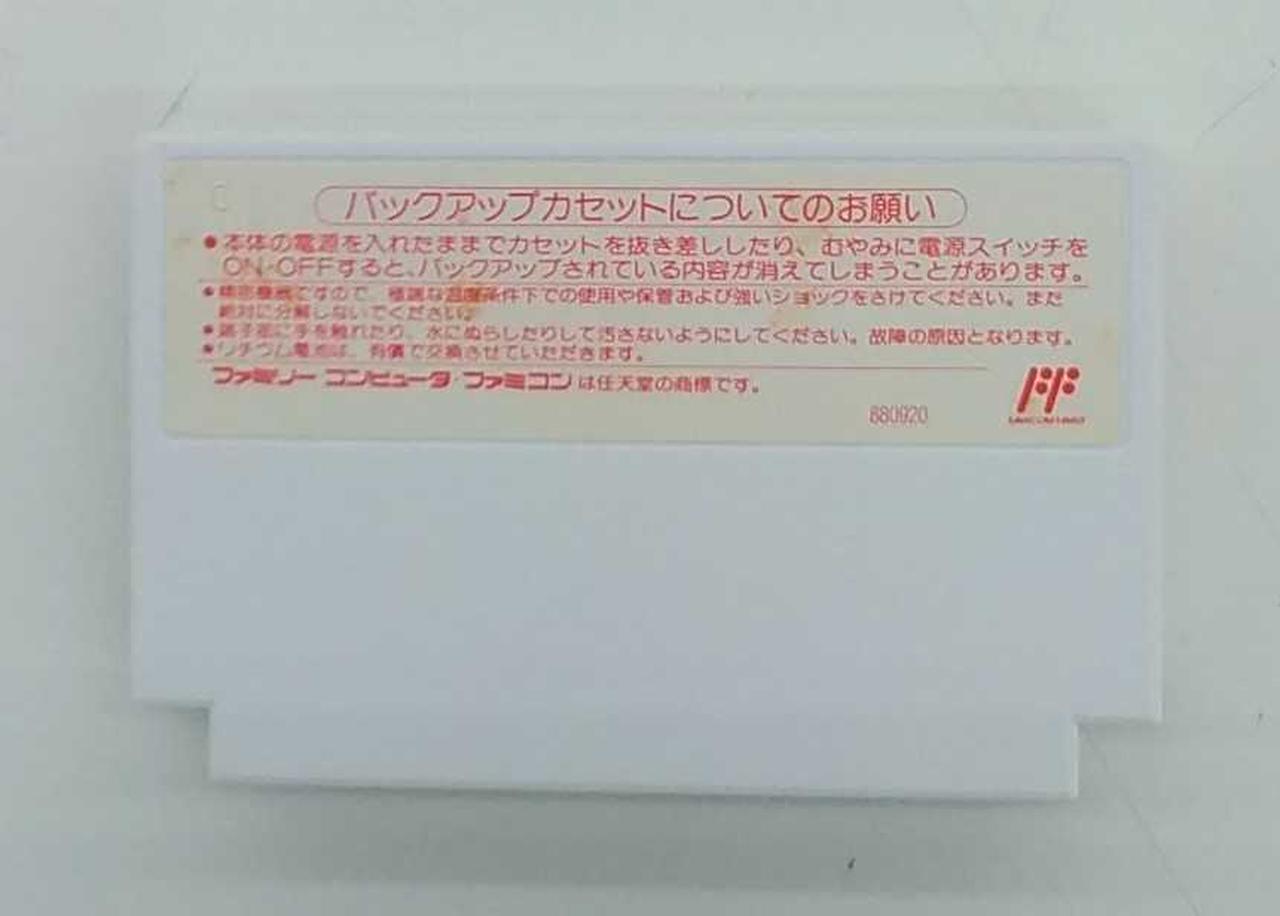 バックアップカセットについてのお願い
●本体の電源を入れたままでカセットを抜き差ししたり、むやみに電源スイッチを
ON・OFFすると、バックアップされている内容が消えてしまうことがあります。
●精密機器ですので、極端な温度条件下での使用や保管および強いショックをさけてください。また
絶対に分解しないでください。
●端子部に手を触れたり、水にぬらしたりして汚さないようにしてください。故障の原因となります。
●リチウム電池は、有償で交換させていただきます。
ファミリー コンピュータ・ファミコンは任天堂の商標です。
880920